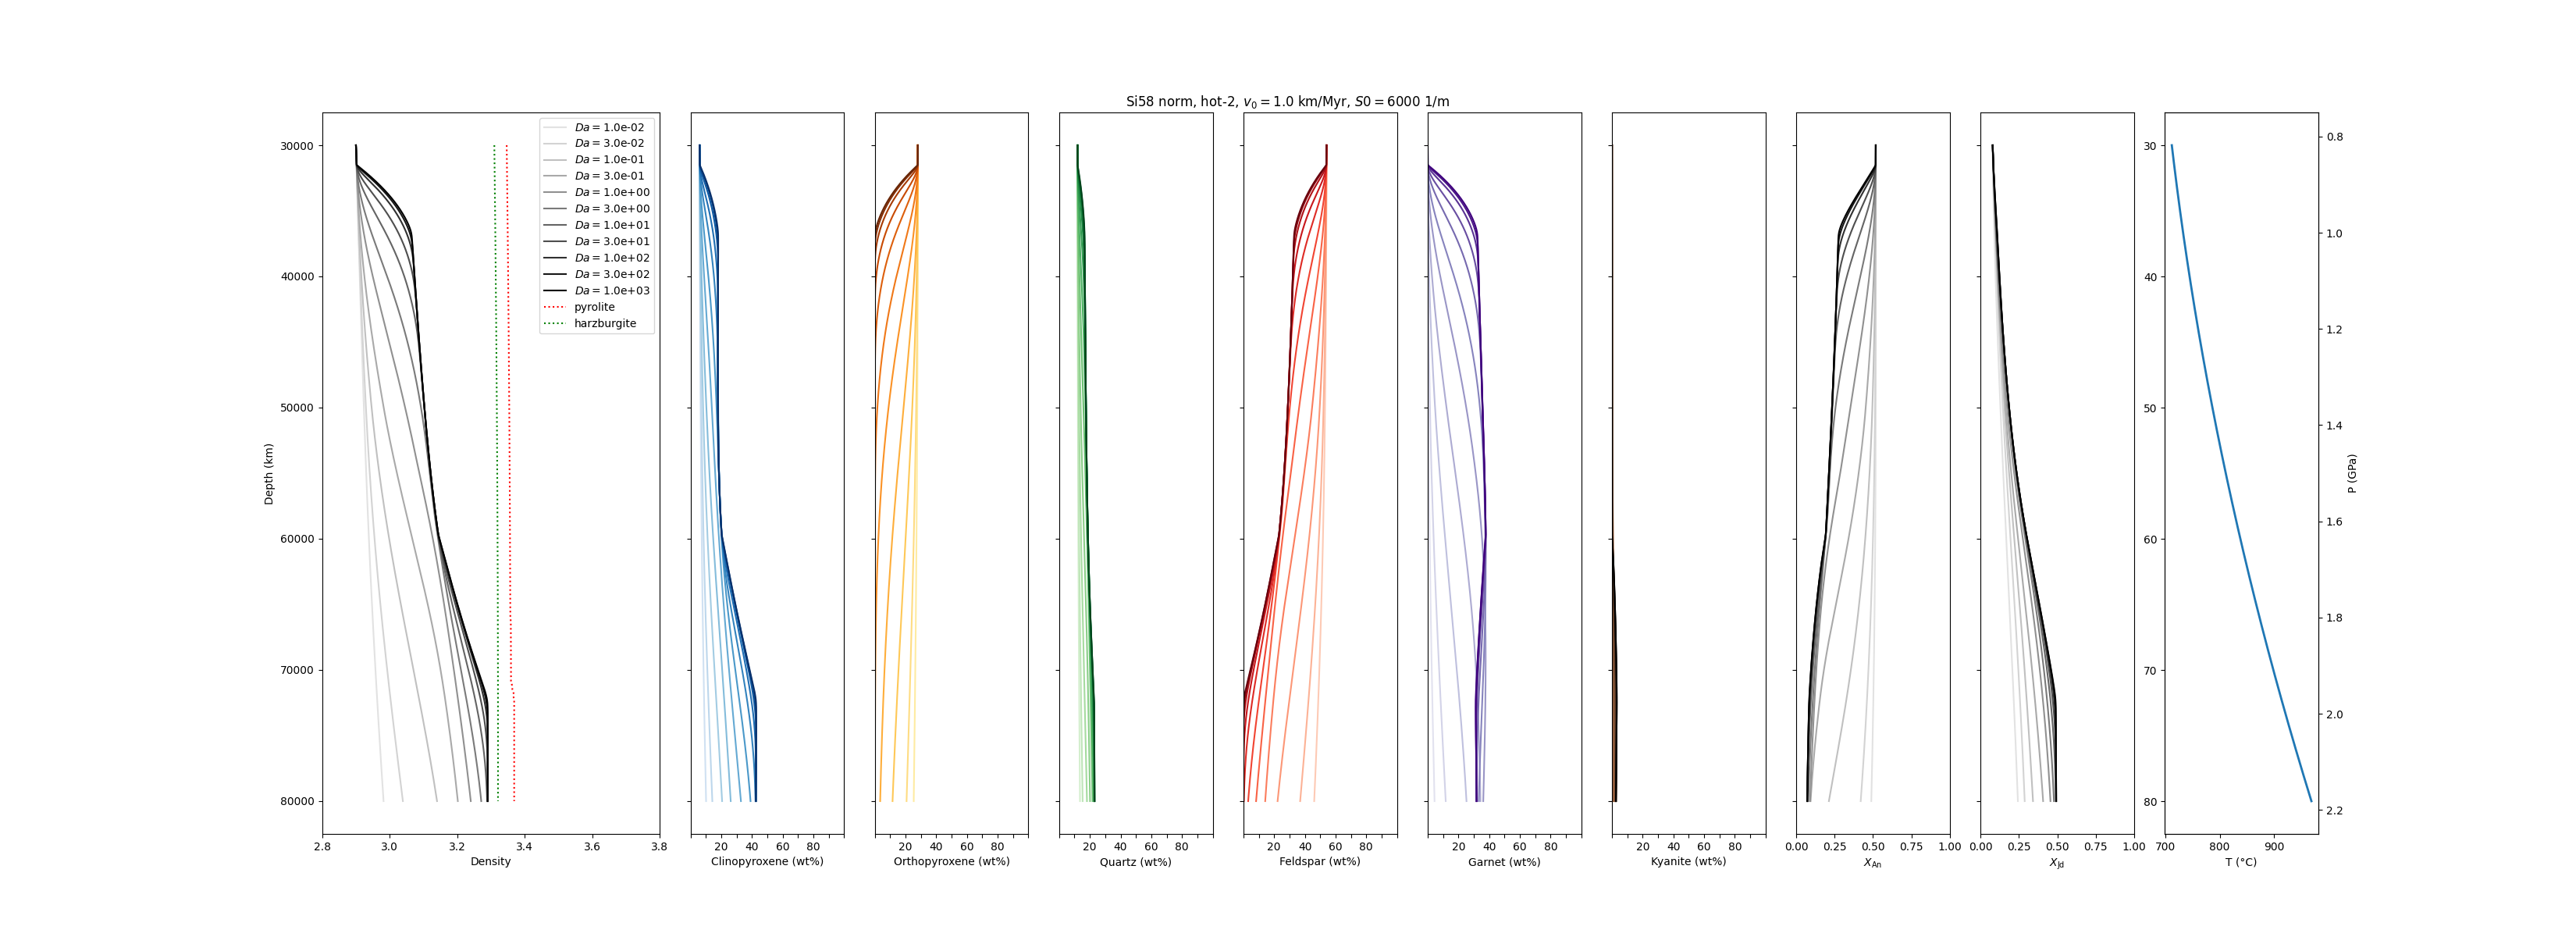 Si58 norm, hot-2, v₀ = 1.0 km/Myr, S0 = 6000 1/m
Da = 1.0e-02
Da = 3.0e-02
Da = 1.0e-01
Da = 3.0e-01
Da = 1.0e+00
Da = 3.0e+00
Da = 1.0e+01
Da = 3.0e+01
Da = 1.0e+02
Da = 3.0e+02
Da = 1.0e+03
pyrolite
harzburgite
30000
40000
50000
60000
70000
80000
Depth (km)
2.8 3.0 3.2 3.4 3.6 3.8
Density
20 40 60 80
Clinopyroxene (wt%)
20 40 60 80
Orthopyroxene (wt%)
20 40 60 80
Quartz (wt%)
20 40 60 80
Feldspar (wt%)
20 40 60 80
Garnet (wt%)
20 40 60 80
Kyanite (wt%)
0.00 0.25 0.50 0.75 1.00
X_An
0.00 0.25 0.50 0.75 1.00
X_Jd
30
40
50
60
70
80
700 800 900
T (°C)
0.8
1.0
1.2
1.4
1.6
1.8
2.0
2.2
P (GPa)